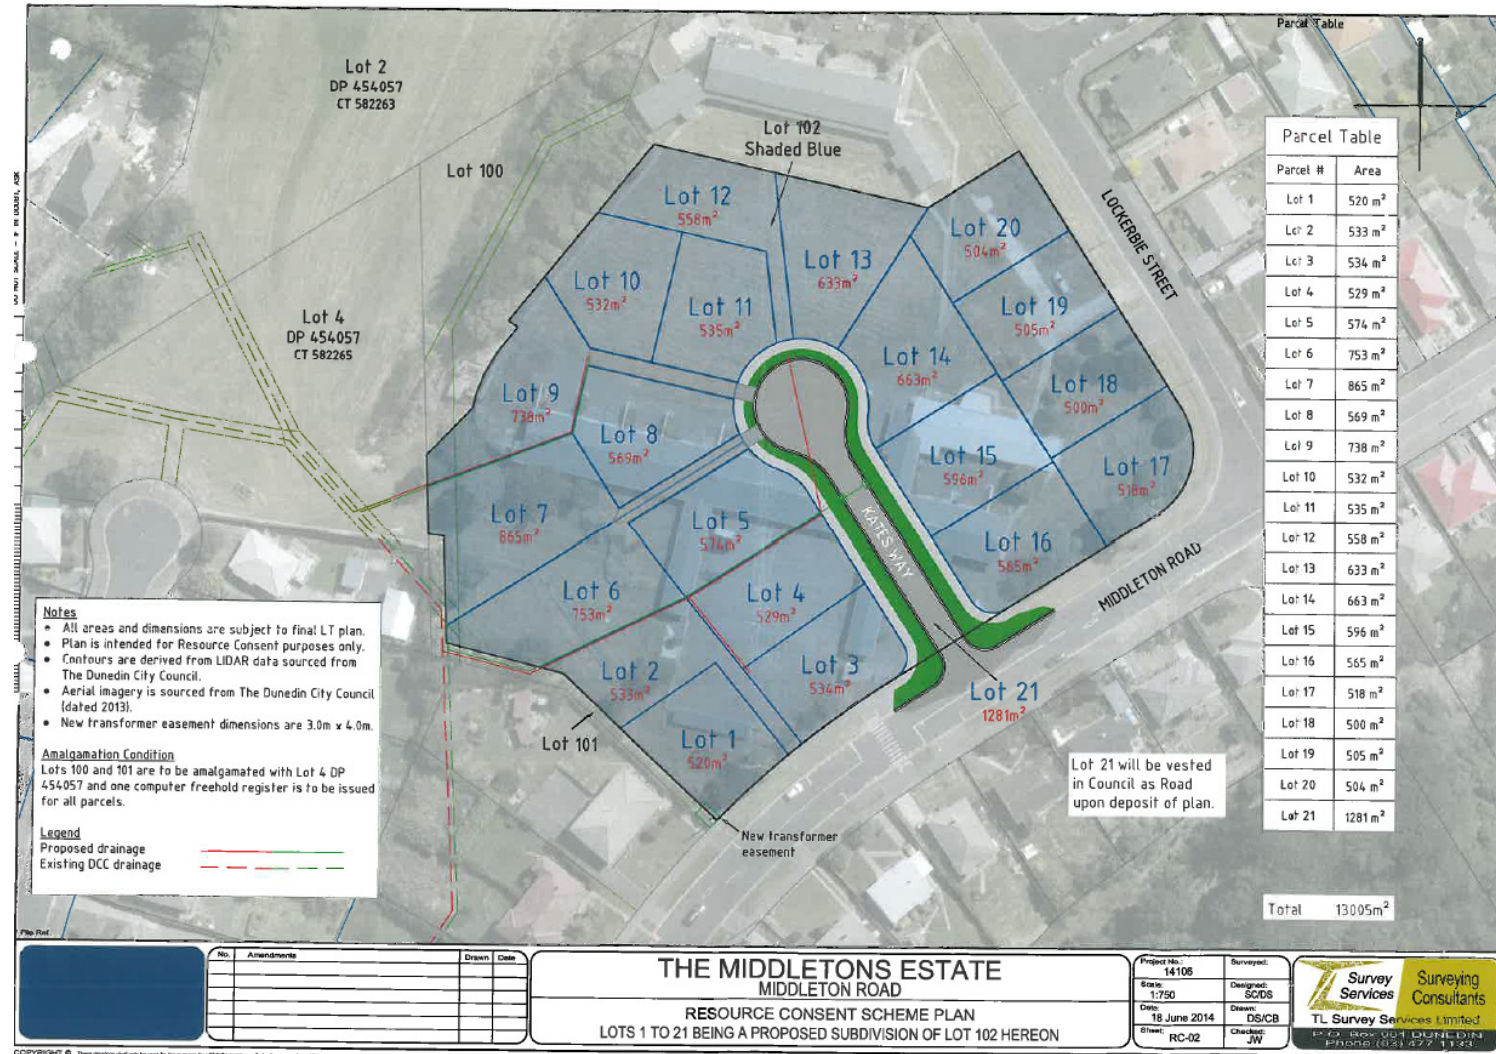 Parcel Table
Lot 2
DP 454057
CT 582263
Lot 100
Lot 102
Shaded Blue
Lot 4
DP 454057
CT 582265
Lot 12
558m²
Lot 20
504m²
Lot 13
633m²
Lot 10
532m²
Lot 11
535m²
Lot 19
505m²
Lot 14
663m²
Lot 18
500m²
Lot 9
738m²
Lot 8
569m²
Lot 15
596m²
Lot 17
518m²
Lot 7
865m²
Lot 5
574m²
Lot 16
565m²
Lot 6
753m²
Lot 4
529m²
Lot 2
533m²
Lot 3
534m²
Lot 1
520m²
Lot 21
1281m²
Lot 101
KATES WAY
LOCKERBIE STREET
MIDDLETON ROAD
New transformer
easement
Lot 21 will be vested
in Council as Road
upon deposit of plan.
Parcel Table
Parcel # Area
Lot 1 520 m²
Lot 2 533 m²
Lot 3 534 m²
Lot 4 529 m²
Lot 5 574 m²
Lot 6 753 m²
Lot 7 865 m²
Lot 8 569 m²
Lot 9 738 m²
Lot 10 532 m²
Lot 11 535 m²
Lot 12 558 m²
Lot 13 633 m²
Lot 14 663 m²
Lot 15 596 m²
Lot 16 565 m²
Lot 17 518 m²
Lot 18 500 m²
Lot 19 505 m²
Lot 20 504 m²
Lot 21 1281 m²
Total 13005m²
Notes
• All areas and dimensions are subject to final LT plan.
• Plan is intended for Resource Consent purposes only.
• Contours are derived from LIDAR data sourced from
The Dunedin City Council.
• Aerial imagery is sourced from The Dunedin City Council
(dated 2013).
• New transformer easement dimensions are 3.0m x 4.0m.
Amalgamation Condition
Lots 100 and 101 are to be amalgamated with Lot 4 DP
454057 and one computer freehold register is to be issued
for all parcels.
Legend
Proposed drainage
Existing DCC drainage
DO NOT SCALE - IF IN DOUBT, ASK
File Ref.
No. Amendments Drawn Date
THE MIDDLETONS ESTATE
MIDDLETON ROAD
RESOURCE CONSENT SCHEME PLAN
LOTS 1 TO 21 BEING A PROPOSED SUBDIVISION OF LOT 102 HEREON
Project No.: 14106 Surveyed:
Scale: 1:750 Designed: SC/DS
Date: 18 June 2014 Drawn: DS/CB
Sheet: RC-02 Checked: JW
Survey
Services
Surveying
Consultants
TL Survey Services Limited
P.O. Box 901 DUNEDIN
Phone (03) 477 1133
COPYRIGHT ©